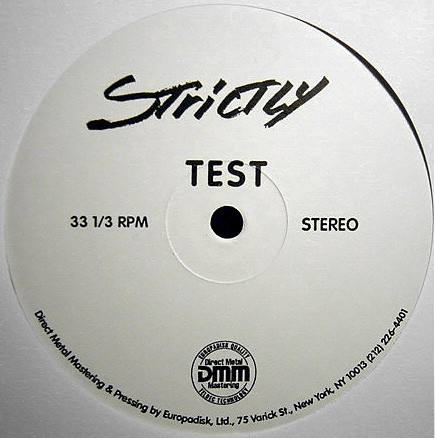 STRICTLY
TEST
33 1/3 RPM
STEREO
EUROPADISK QUALITY
Direct Metal
DMM
Mastering
TELDEC TECHNOLOGY
Direct Metal Mastering & Pressing by Europadisk, Ltd., 75 Varick St., New York, NY 10013 (212) 226-4401